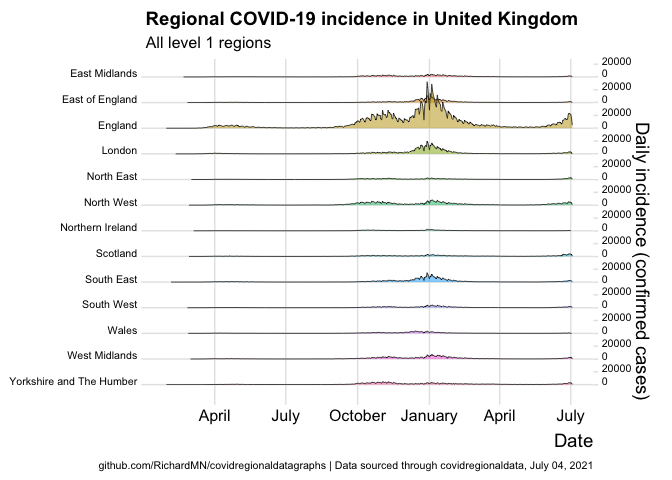 Regional COVID-19 incidence in United Kingdom
All level 1 regions
East Midlands
20000
0
East of England
20000
0
England
20000
0
London
20000
0
North East
20000
0
North West
20000
0
Northern Ireland
20000
0
Scotland
20000
0
South East
20000
0
South West
20000
0
Wales
20000
0
West Midlands
20000
0
Yorkshire and The Humber
20000
0
Daily incidence (confirmed cases)
April July October January April July
Date
github.com/RichardMN/covidregionaldatagraphs | Data sourced through covidregionaldata, July 04, 2021